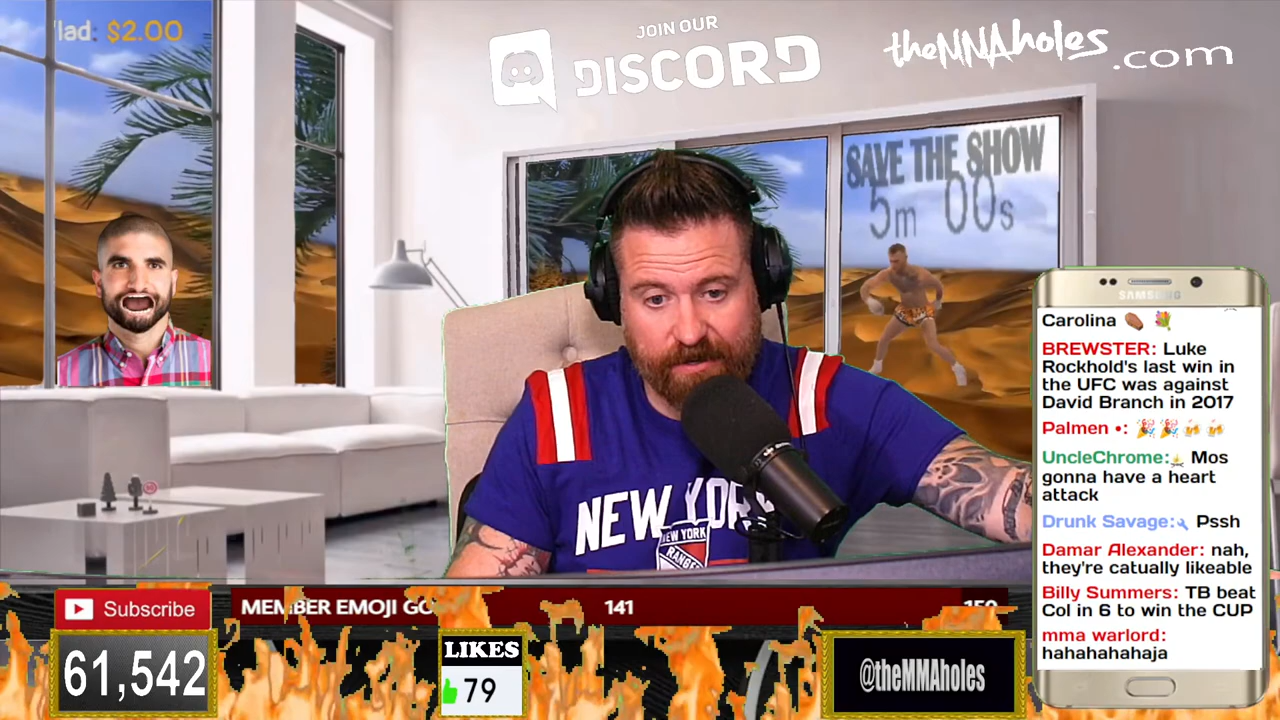 lad: $2.00
JOIN OUR
DISCORD
theMMAholes.com
SAVE THE SHOW
5m 00s
SAMSUNG
Carolina
BREWSTER: Luke
Rockhold's last win in
the UFC was against
David Branch in 2017
Palmen •:
UncleChrome: Mos
gonna have a heart
attack
Drunk Savage: Pssh
Damar Alexander: nah,
they're catually likeable
Billy Summers: TB beat
Col in 6 to win the CUP
mma warlord:
hahahahahaja
NEW YORK
NEW YORK
RANGERS
Subscribe
MEMBER EMOJI GO
141
150
61,542
LIKES
79
@theMMAholes